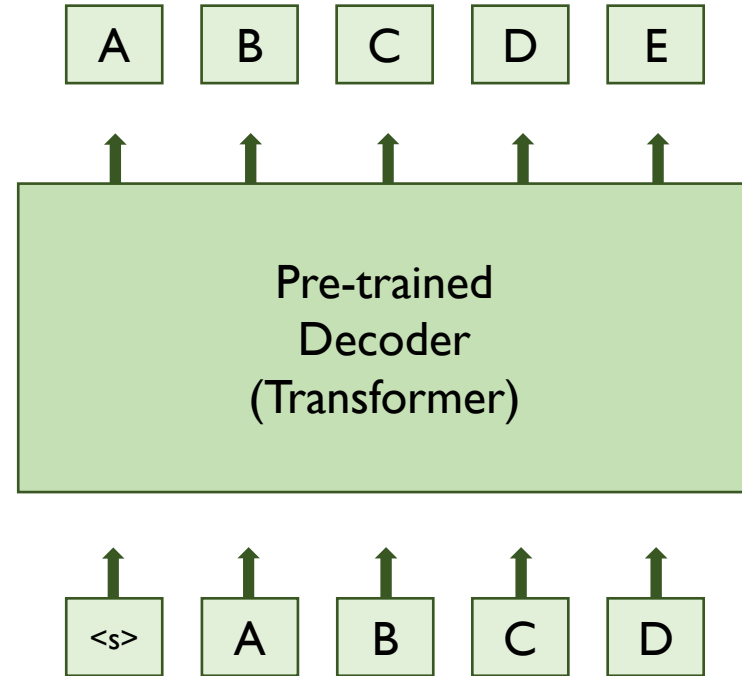 A B C D E
Pre-trained
Decoder
(Transformer)
<s> A B C D